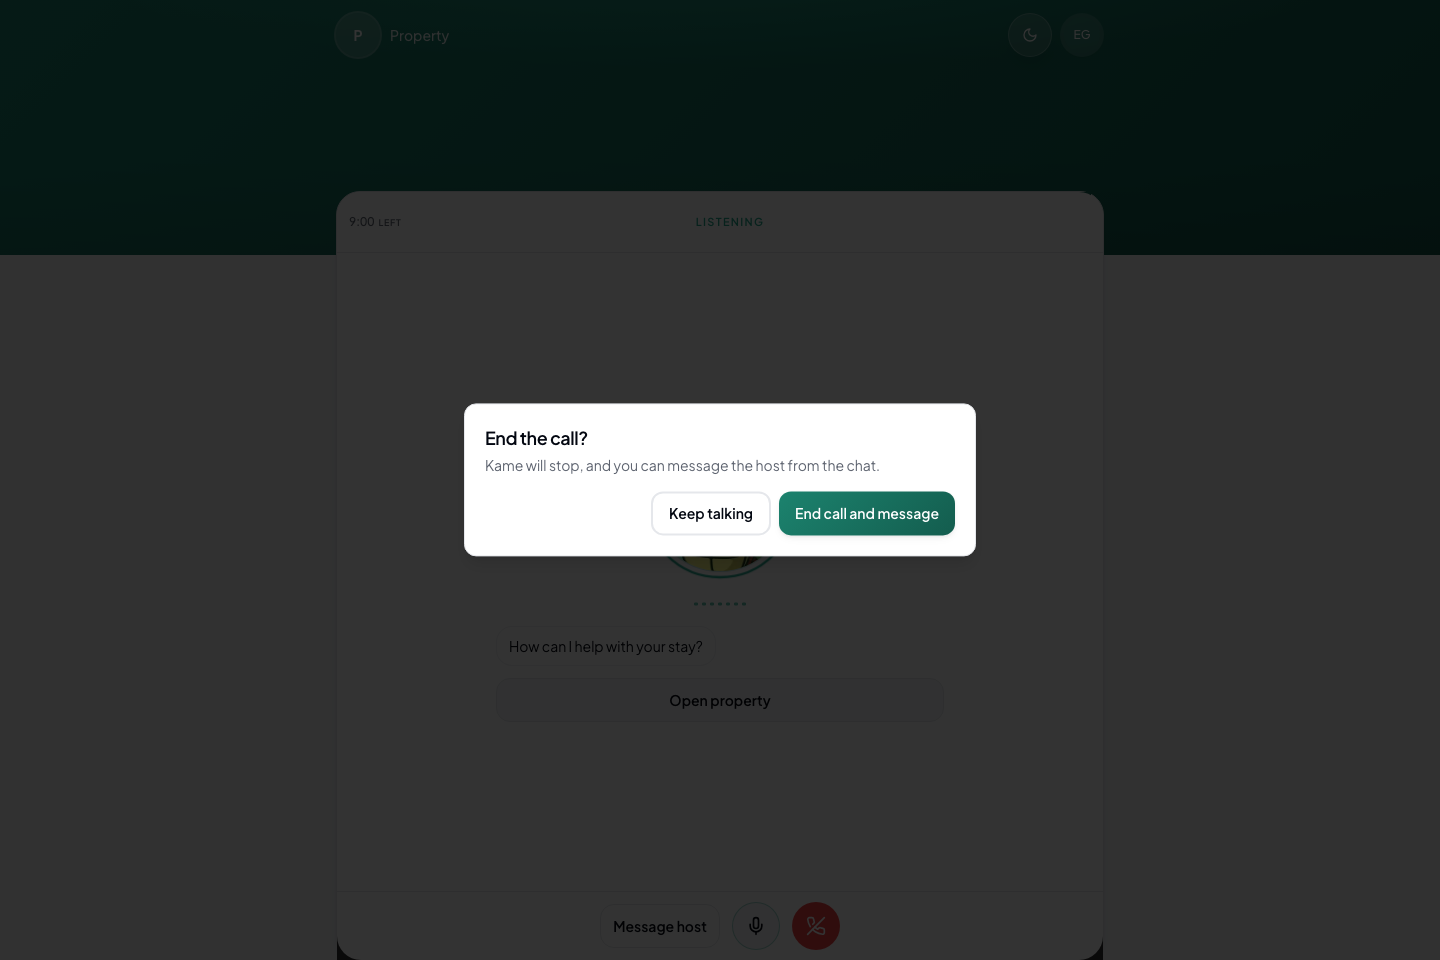 P Property
EG
9:00 LEFT
LISTENING
End the call?
Kame will stop, and you can message the host from the chat.
Keep talking
End call and message
How can I help with your stay?
Open property
Message host